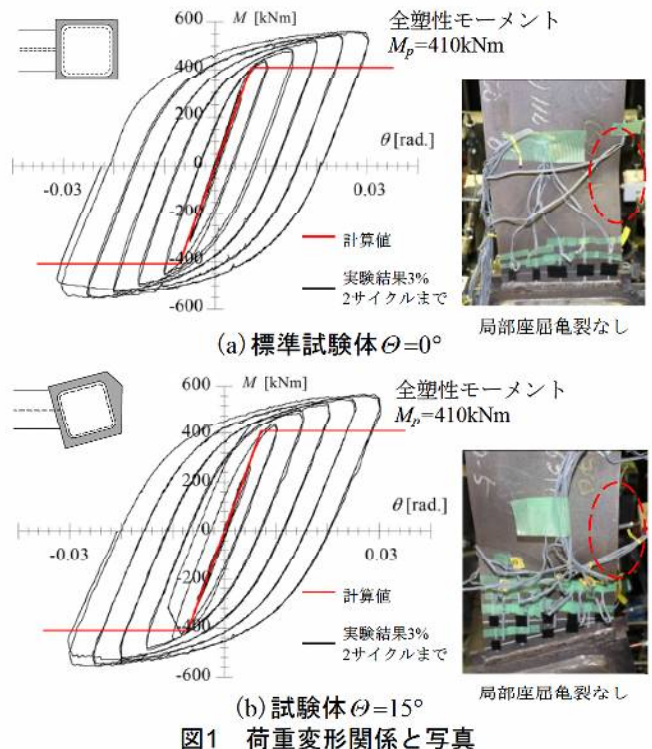 600
M [kNm]
全塑性モーメント
Mp=410kNm
400
200
0
θ [rad.]
-0.03
0.03
-200
計算値
-400
実験結果3%
2サイクルまで
-600
局部座屈亀裂なし
(a)標準試験体Θ=0°
600
M [kNm]
全塑性モーメント
Mp=410kNm
400
200
0
θ [rad.]
-0.03
0.03
-200
計算値
-400
実験結果3%
2サイクルまで
-600
局部座屈亀裂なし
(b)試験体Θ=15°
図1 荷重変形関係と写真